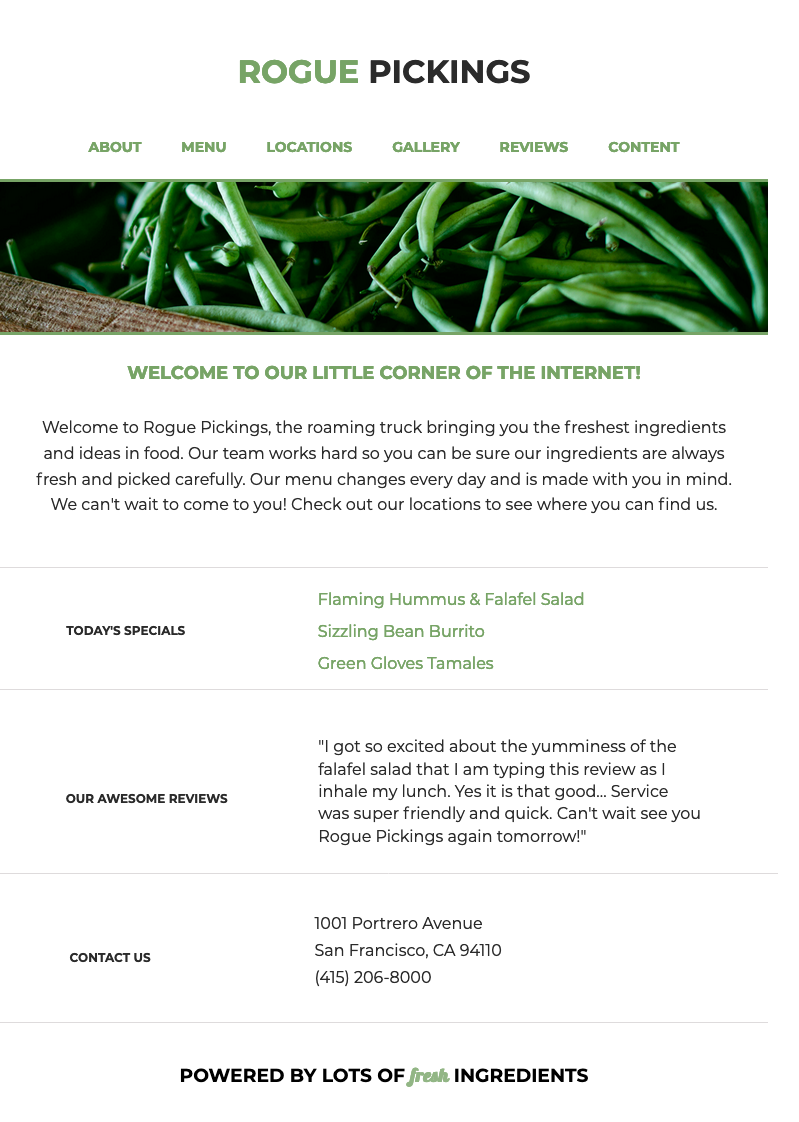 ROGUE PICKINGS
ABOUT MENU LOCATIONS GALLERY REVIEWS CONTENT
WELCOME TO OUR LITTLE CORNER OF THE INTERNET!
Welcome to Rogue Pickings, the roaming truck bringing you the freshest ingredients
and ideas in food. Our team works hard so you can be sure our ingredients are always
fresh and picked carefully. Our menu changes every day and is made with you in mind.
We can't wait to come to you! Check out our locations to see where you can find us.
TODAY'S SPECIALS
Flaming Hummus & Falafel Salad
Sizzling Bean Burrito
Green Gloves Tamales
OUR AWESOME REVIEWS
"I got so excited about the yumminess of the
falafel salad that I am typing this review as I
inhale my lunch. Yes it is that good... Service
was super friendly and quick. Can't wait see you
Rogue Pickings again tomorrow!"
CONTACT US
1001 Portrero Avenue
San Francisco, CA 94110
(415) 206-8000
POWERED BY LOTS OF fresh INGREDIENTS